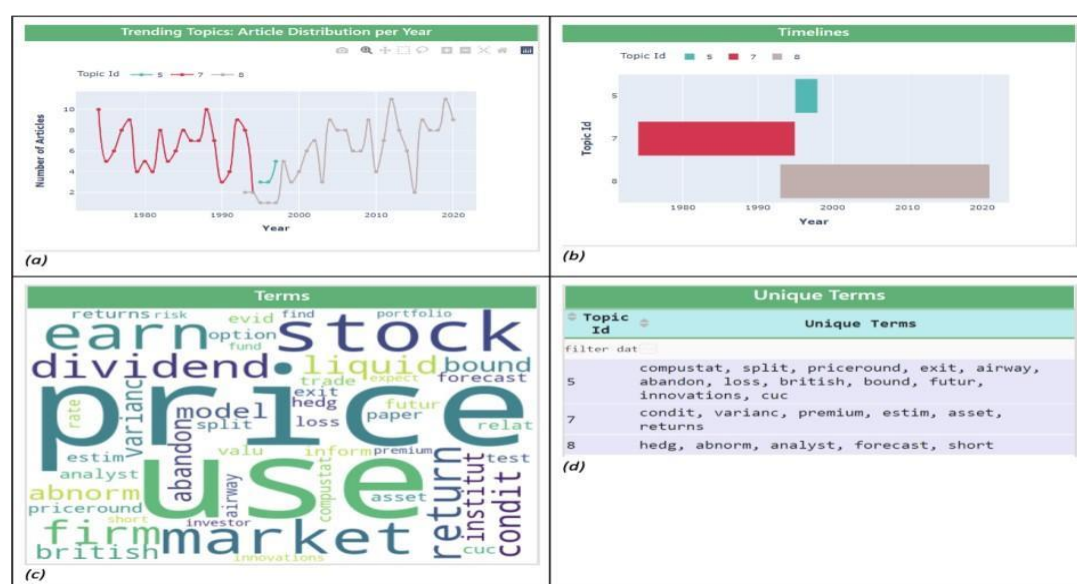 Trending Topics: Article Distribution per Year
Topic Id 5 7 8
10
8
6
4
2
Number of Articles
1980 1990 2000 2010 2020
Year
(a)
Timelines
Topic Id 5 7 8
5
7
8
Topic Id
1980 1990 2000 2010 2020
Year
(b)
Terms
returns risk evid find portfolio
earn option fund stock
dividend liquid bound
trade expect forecast
price
rate varianc model split exit hedg loss futur paper relat
estim abandon valu inform premium test
analyst abnorm use asset return institut condit
priceround airway compustat
short investor
firm market
british innovations cuc
(c)
Unique Terms
Topic Id Unique Terms
filter dat
5 compustat, split, priceround, exit, airway,
abandon, loss, british, bound, futur,
innovations, cuc
7 condit, varianc, premium, estim, asset,
returns
8 hedg, abnorm, analyst, forecast, short
(d)